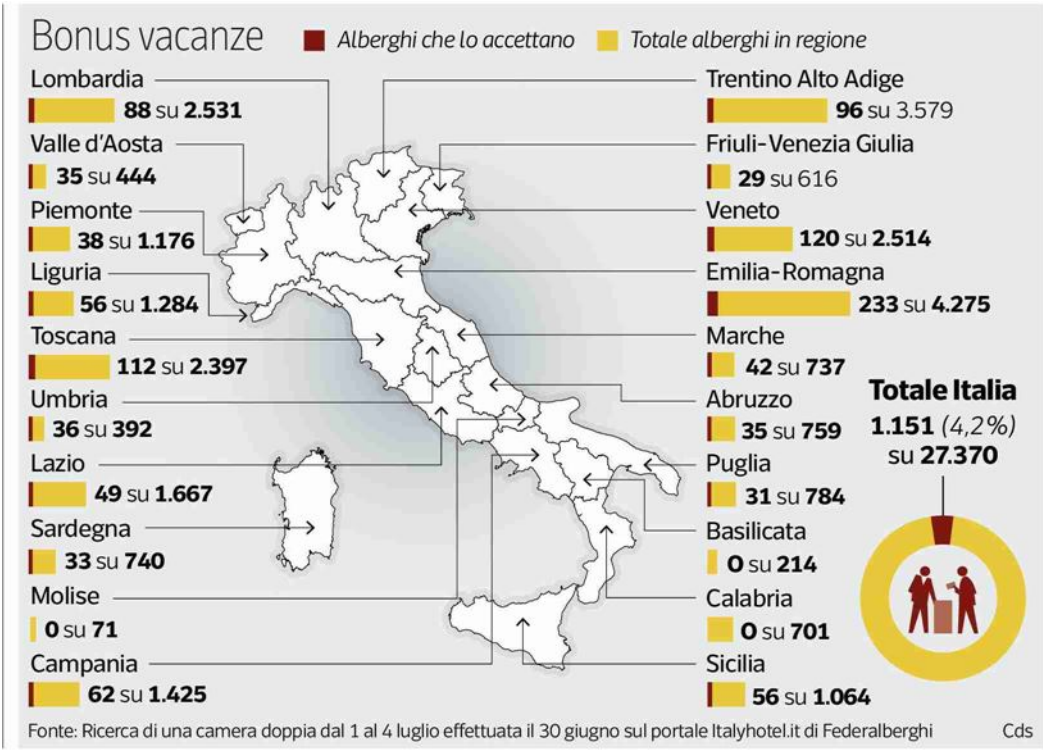 Bonus vacanze
Alberghi che lo accettano
Totale alberghi in regione
Lombardia
88 su 2.531
Valle d'Aosta
35 su 444
Piemonte
38 su 1.176
Liguria
56 su 1.284
Toscana
112 su 2.397
Umbria
36 su 392
Lazio
49 su 1.667
Sardegna
33 su 740
Molise
0 su 71
Campania
62 su 1.425
Trentino Alto Adige
96 su 3.579
Friuli-Venezia Giulia
29 su 616
Veneto
120 su 2.514
Emilia-Romagna
233 su 4.275
Marche
42 su 737
Abruzzo
35 su 759
Puglia
31 su 784
Basilicata
0 su 214
Calabria
0 su 701
Sicilia
56 su 1.064
Totale Italia
1.151 (4,2%)
su 27.370
Fonte: Ricerca di una camera doppia dal 1 al 4 luglio effettuata il 30 giugno sul portale Italyhotel.it di Federalberghi
Cds